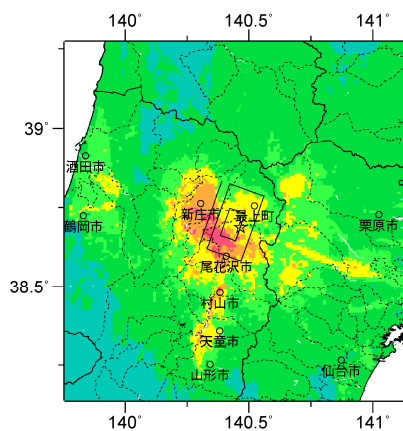 140° 140.5° 141°
39°
酒田市
新庄市 最上町
鶴岡市 栗原市
尾花沢市
38.5°
村山市
天童市
山形市 仙台市
140° 140.5° 141°